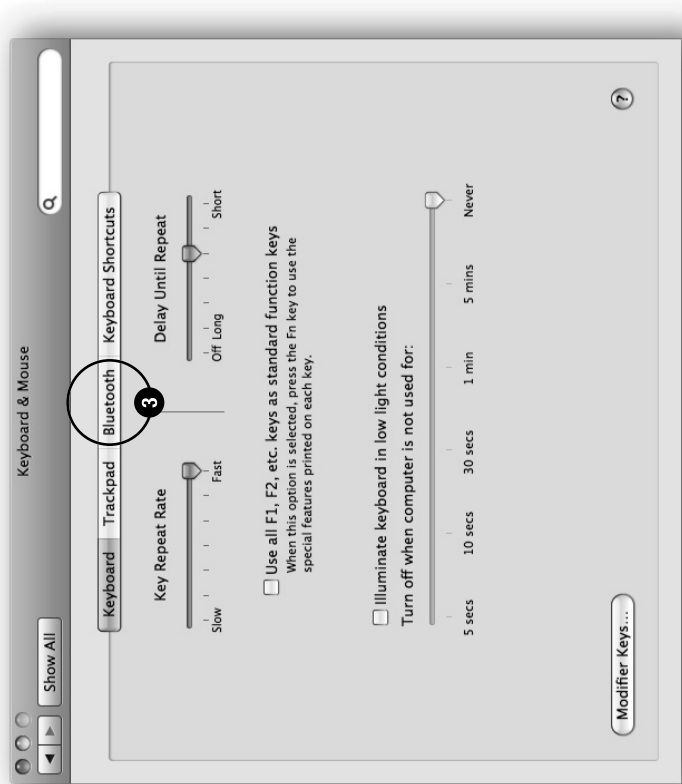 Keyboard & Mouse
Show All
Keyboard Trackpad Bluetooth Keyboard Shortcuts
3
Key Repeat Rate Delay Until Repeat
Slow Fast Off Long Short
Use all F1, F2, etc. keys as standard function keys
When this option is selected, press the Fn key to use the
special features printed on each key.
Illuminate keyboard in low light conditions
Turn off when computer is not used for:
5 secs 10 secs 30 secs 1 min 5 mins Never
Modifier Keys... ?